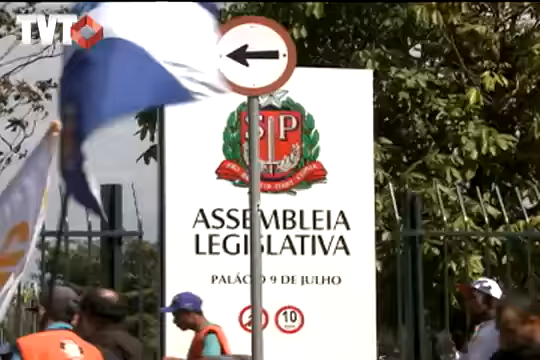 TVT
SP
ASSEMBLEIA
LEGISLATIVA
PALÁCIO 9 DE JULHO
10